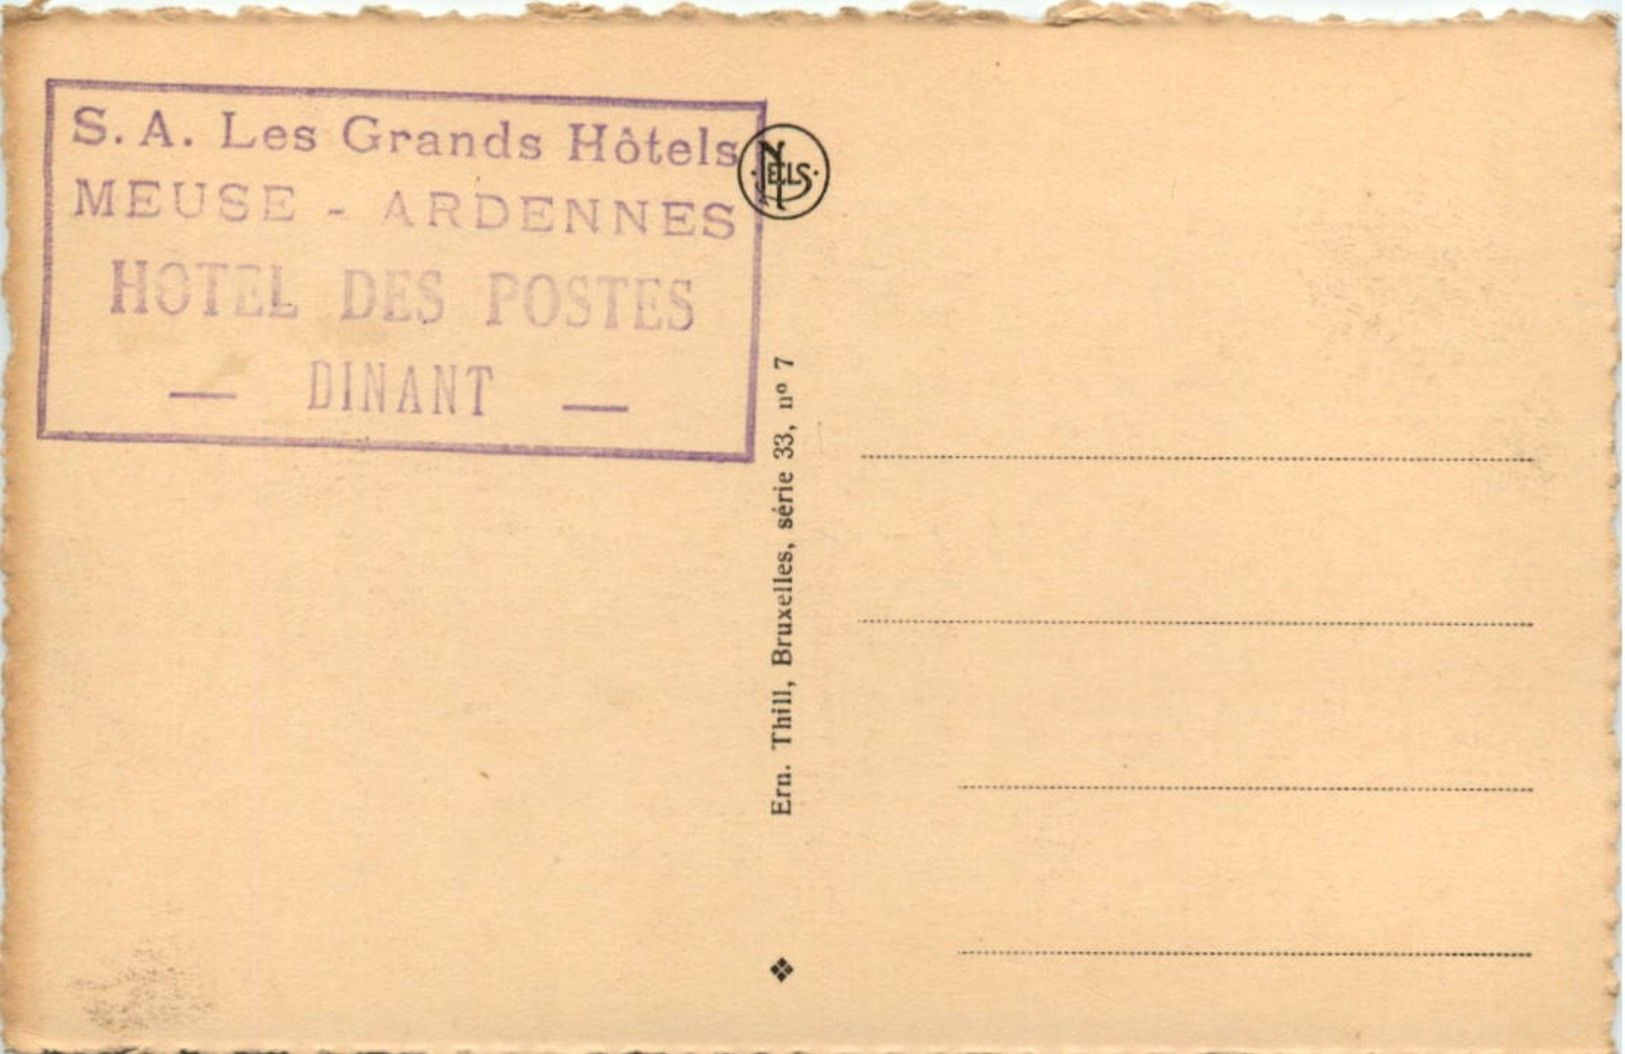 S. A. Les Grands Hôtels
MEUSE - ARDENNES
HOTEL DES POSTES
— DINANT —
NELS
Ern. Thill, Bruxelles, série 33, nº 7